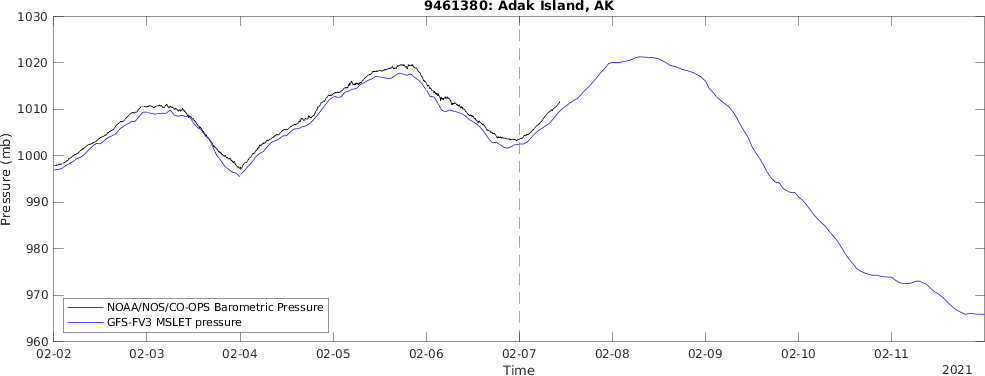 9461380: Adak Island, AK
1030
1020
1010
1000
990
980
970
960
Pressure (mb)
NOAA/NOS/CO-OPS Barometric Pressure
GFS-FV3 MSLET pressure
02-02 02-03 02-04 02-05 02-06 02-07 02-08 02-09 02-10 02-11
Time
2021